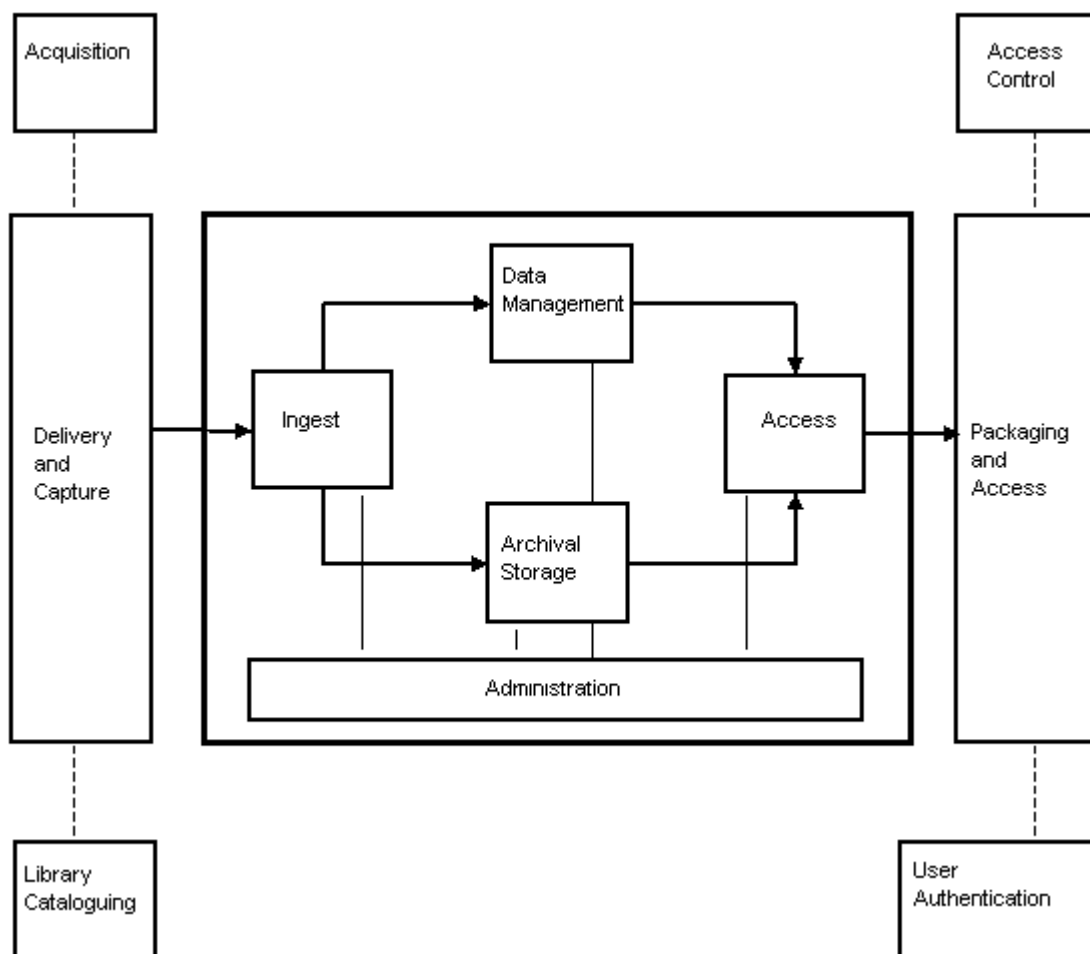 Acquisition
Access
Control
Data
Management
Ingest
Access
Delivery
and
Capture
Packaging
and
Access
Archival
Storage
Administration
Library
Cataloguing
User
Authentication